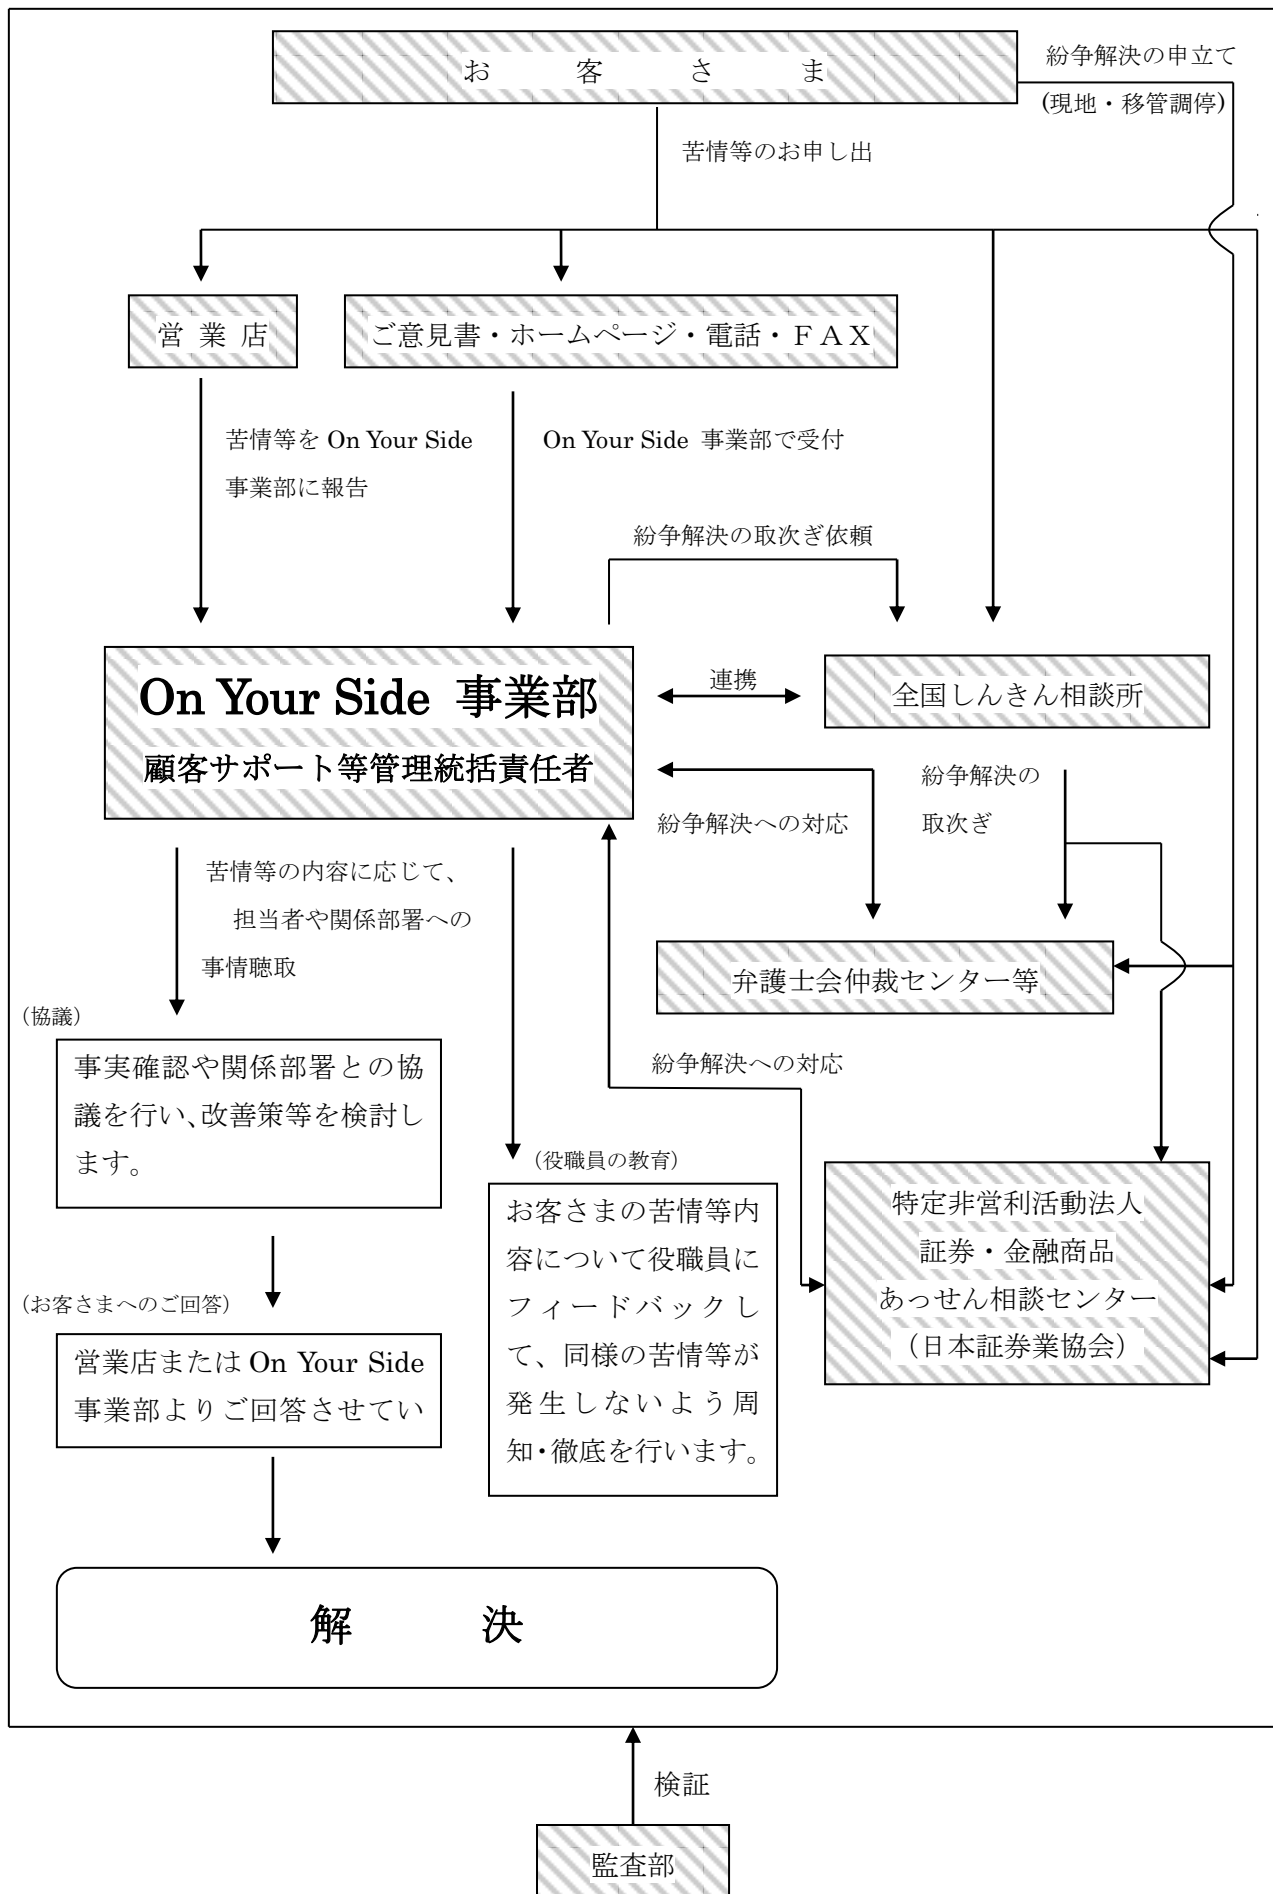 お客さま
紛争解決の申立て
(現地・移管調停)
苦情等のお申し出
営業店
ご意見書・ホームページ・電話・ＦＡＸ
苦情等を On Your Side
事業部に報告
On Your Side 事業部で受付
紛争解決の取次ぎ依頼
On Your Side 事業部
顧客サポート等管理統括責任者
連携
全国しんきん相談所
紛争解決への対応
紛争解決の
取次ぎ
苦情等の内容に応じて、
担当者や関係部署への
事情聴取
弁護士会仲裁センター等
（協議）
事実確認や関係部署との協
議を行い、改善策等を検討し
ます。
紛争解決への対応
（役職員の教育）
お客さまの苦情等内
容について役職員に
フィードバックし
て、同様の苦情等が
発生しないよう周
知・徹底を行います。
特定非営利活動法人
証券・金融商品
あっせん相談センター
（日本証券業協会）
（お客さまへのご回答）
営業店または On Your Side
事業部よりご回答させてい
解決
検証
監査部